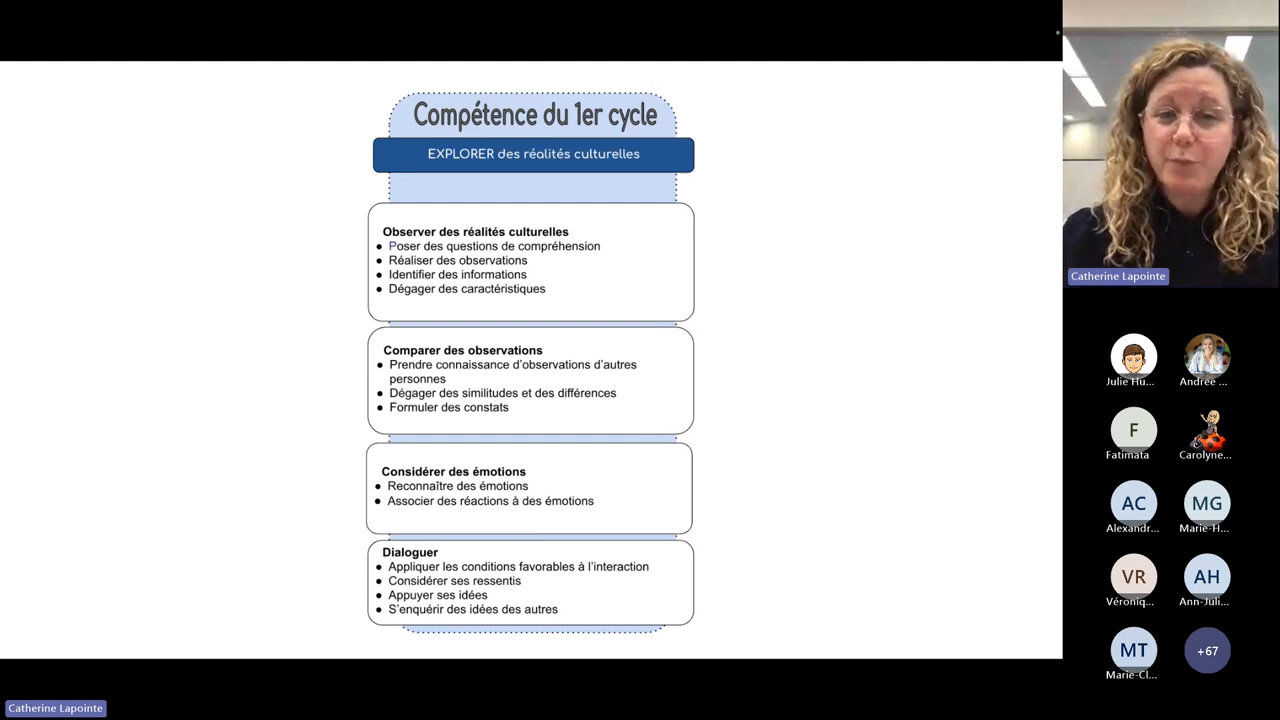 Compétence du 1er cycle
EXPLORER des réalités culturelles
Observer des réalités culturelles
● Poser des questions de compréhension
● Réaliser des observations
● Identifier des informations
● Dégager des caractéristiques
Comparer des observations
● Prendre connaissance d'observations d'autres
personnes
● Dégager des similitudes et des différences
● Formuler des constats
Considérer des émotions
● Reconnaître des émotions
● Associer des réactions à des émotions
Dialoguer
● Appliquer les conditions favorables à l'interaction
● Considérer ses ressentis
● Appuyer ses idées
● S'enquérir des idées des autres
Catherine Lapointe
Julie Hu...
Andrée ...
F
Fatimata
Carolyne...
AC
Alexandr...
MG
Marie-H...
VR
Véroniq...
AH
Ann-Juli...
MT
Marie-Cl...
+67
Catherine Lapointe